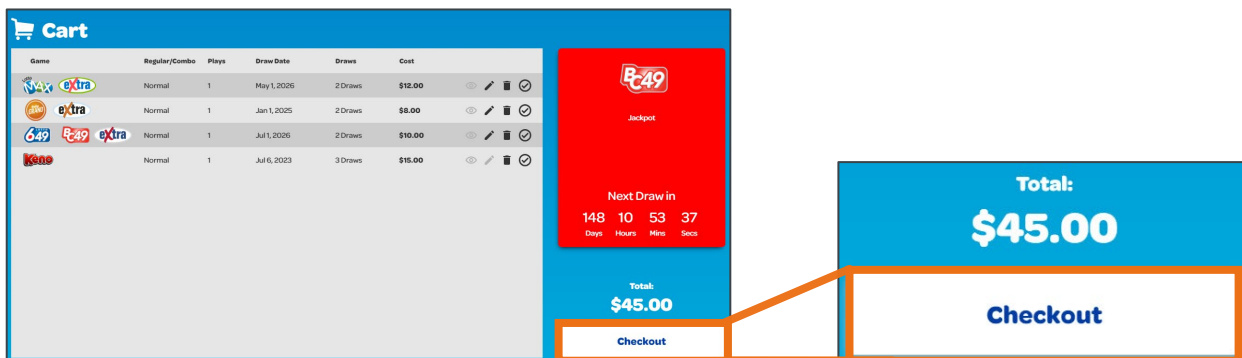 Cart
Game Regular/Combo Plays Draw Date Draws Cost
MAX extra Normal 1 May 1, 2026 2 Draws $12.00
GRAND extra Normal 1 Jan 1, 2025 2 Draws $8.00
649 BC49 extra Normal 1 Jul 1, 2026 2 Draws $10.00
Keno Normal 1 Jul 6, 2023 3 Draws $15.00
BC49
Jackpot
Next Draw in
148 10 53 37
Days Hours Mins Secs
Total:
$45.00
Checkout
Total:
$45.00
Checkout